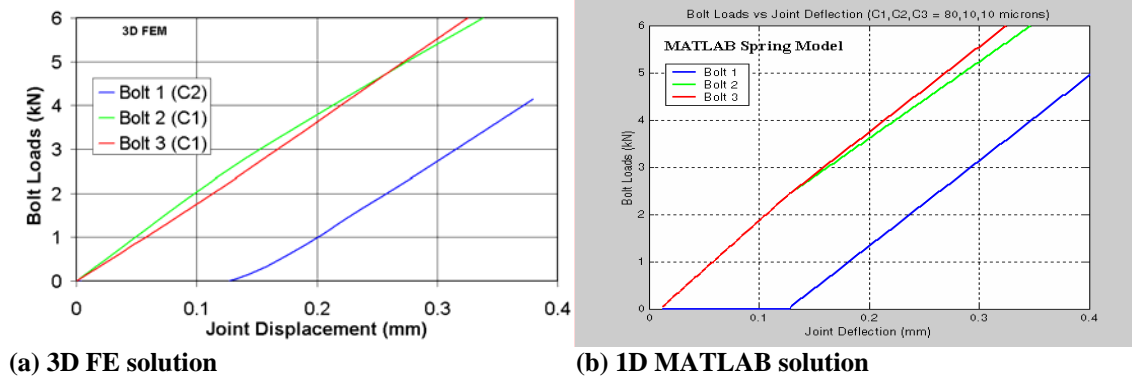 3D FEM
Bolt 1 (C2)
Bolt 2 (C1)
Bolt 3 (C1)
Bolt Loads (kN)
6
5
4
3
2
1
0
0 0.1 0.2 0.3 0.4
Joint Displacement (mm)
(a) 3D FE solution
Bolt Loads vs Joint Deflection (C1,C2,C3 = 80,10,10 microns)
MATLAB Spring Model
Bolt 1
Bolt 2
Bolt 3
Bolt Loads (kN)
6
5
4
3
2
1
0
0 0.1 0.2 0.3 0.4
Joint Deflection (mm)
(b) 1D MATLAB solution